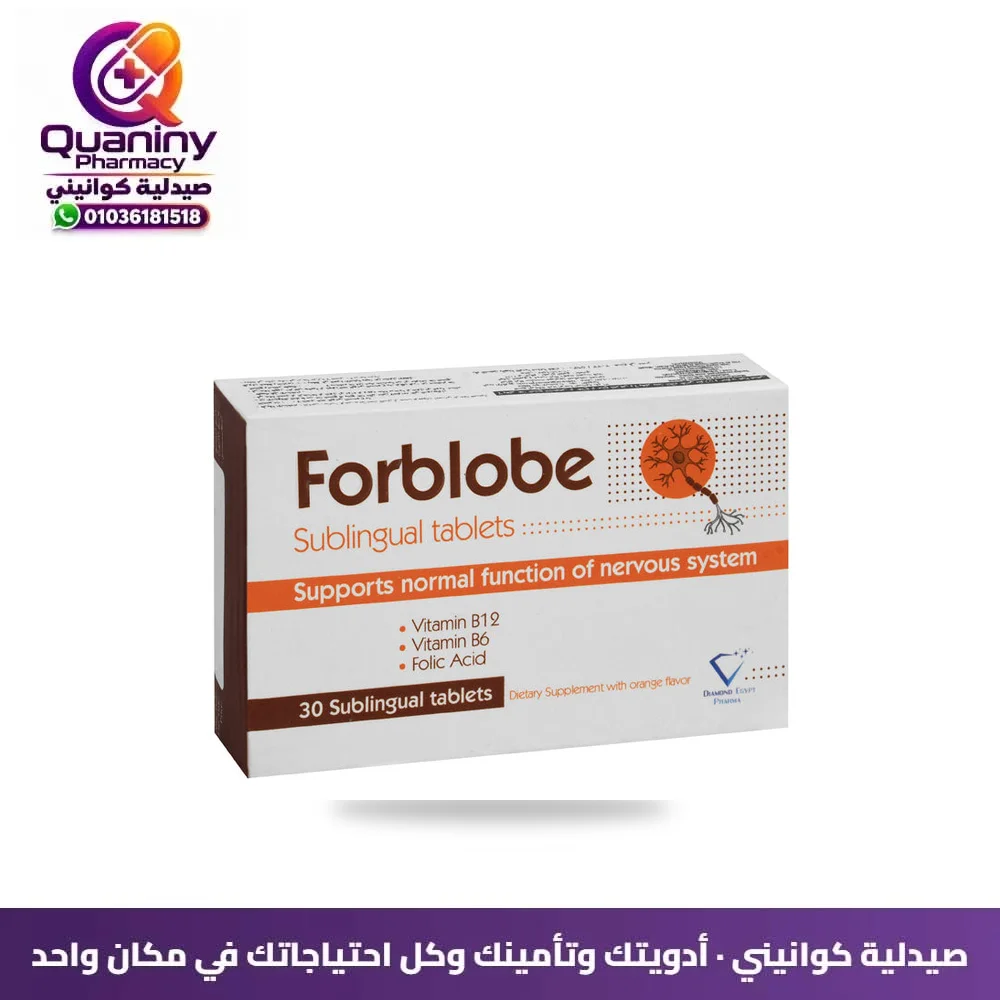 Quaniny
Pharmacy
صيدلية كوانيني
01036181518
Forblobe
Sublingual tablets
Supports normal function of nervous system
• Vitamin B12
• Vitamin B6
• Folic Acid
30 Sublingual tablets
Dietary Supplement with orange flavor
DIAMOND EGYPT
PHARMA
صيدلية كوانيني · أدويتك وتأمينك وكل احتياجاتك في مكان واحد